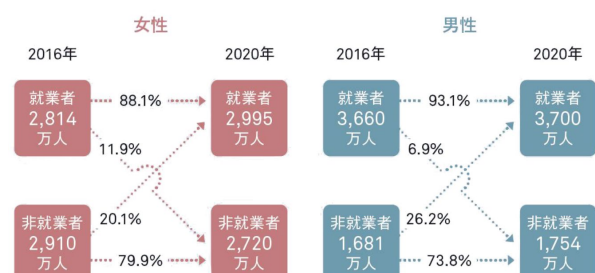 女性
2016年
2020年
就業者
2,814
万人
88.1%
就業者
2,995
万人
11.9%
20.1%
非就業者
2,910
万人
79.9%
非就業者
2,720
万人
男性
2016年
2020年
就業者
3,660
万人
93.1%
就業者
3,700
万人
6.9%
26.2%
非就業者
1,681
万人
73.8%
非就業者
1,754
万人